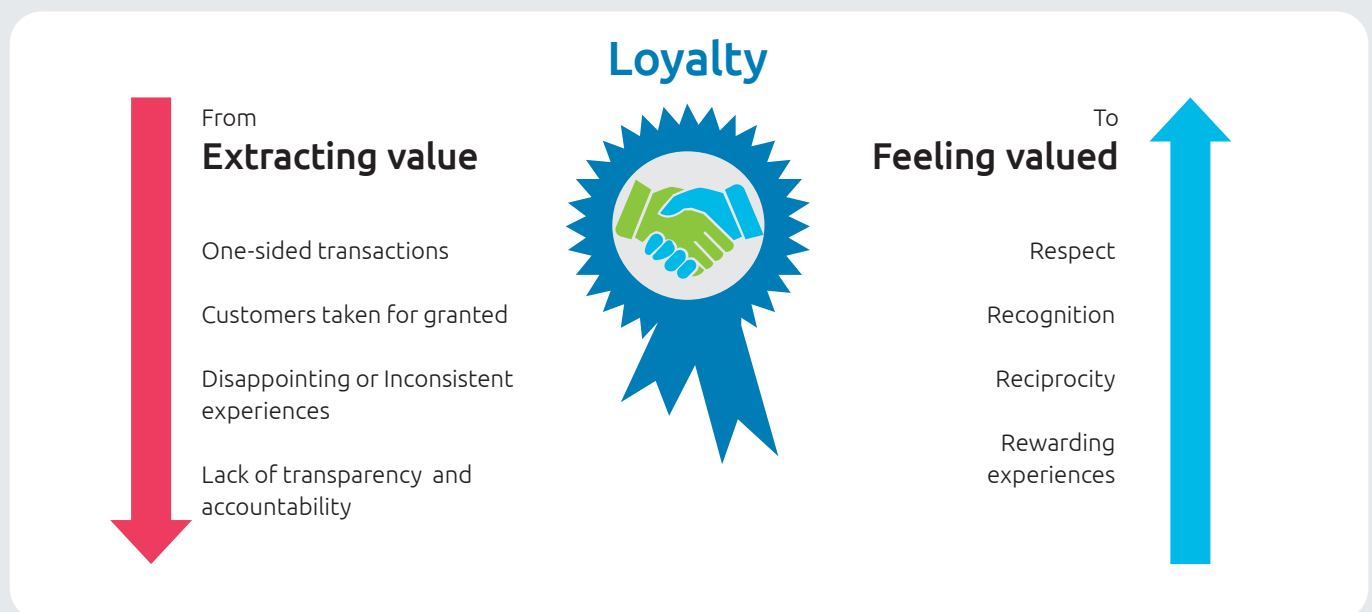 Loyalty
From
Extracting value
One-sided transactions
Customers taken for granted
Disappointing or Inconsistent
experiences
Lack of transparency and
accountability
To
Feeling valued
Respect
Recognition
Reciprocity
Rewarding
experiences